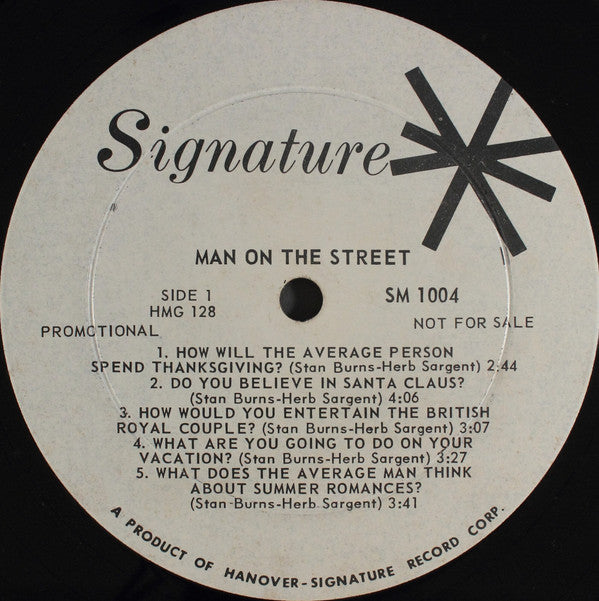 Signature
MAN ON THE STREET
SIDE 1
SM 1004
HMG 128
PROMOTIONAL
NOT FOR SALE
1. HOW WILL THE AVERAGE PERSON
SPEND THANKSGIVING? (Stan Burns-Herb Sargent) 2:44
2. DO YOU BELIEVE IN SANTA CLAUS?
(Stan Burns-Herb Sargent) 4:06
3. HOW WOULD YOU ENTERTAIN THE BRITISH
ROYAL COUPLE? (Stan Burns-Herb Sargent) 3:07
4. WHAT ARE YOU GOING TO DO ON YOUR
VACATION? (Stan Burns-Herb Sargent) 3:27
5. WHAT DOES THE AVERAGE MAN THINK
ABOUT SUMMER ROMANCES?
(Stan Burns-Herb Sargent) 3:41
A PRODUCT OF HANOVER-SIGNATURE RECORD CORP.